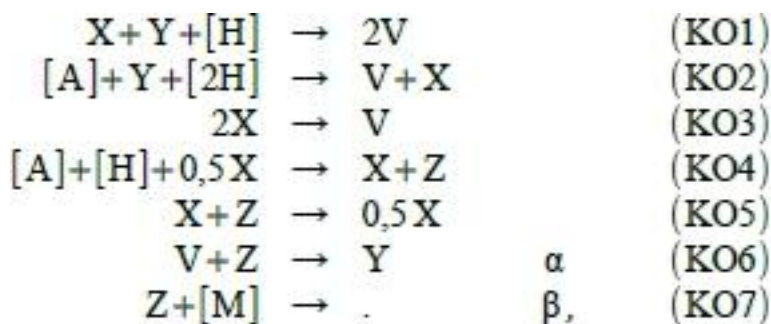 X+Y+[H] → 2V (KO1)
[A]+Y+[2H] → V+X (KO2)
2X → V (KO3)
[A]+[H]+0,5X → X+Z (KO4)
X+Z → 0,5X (KO5)
V+Z → Y α (KO6)
Z+[M] → . β, (KO7)